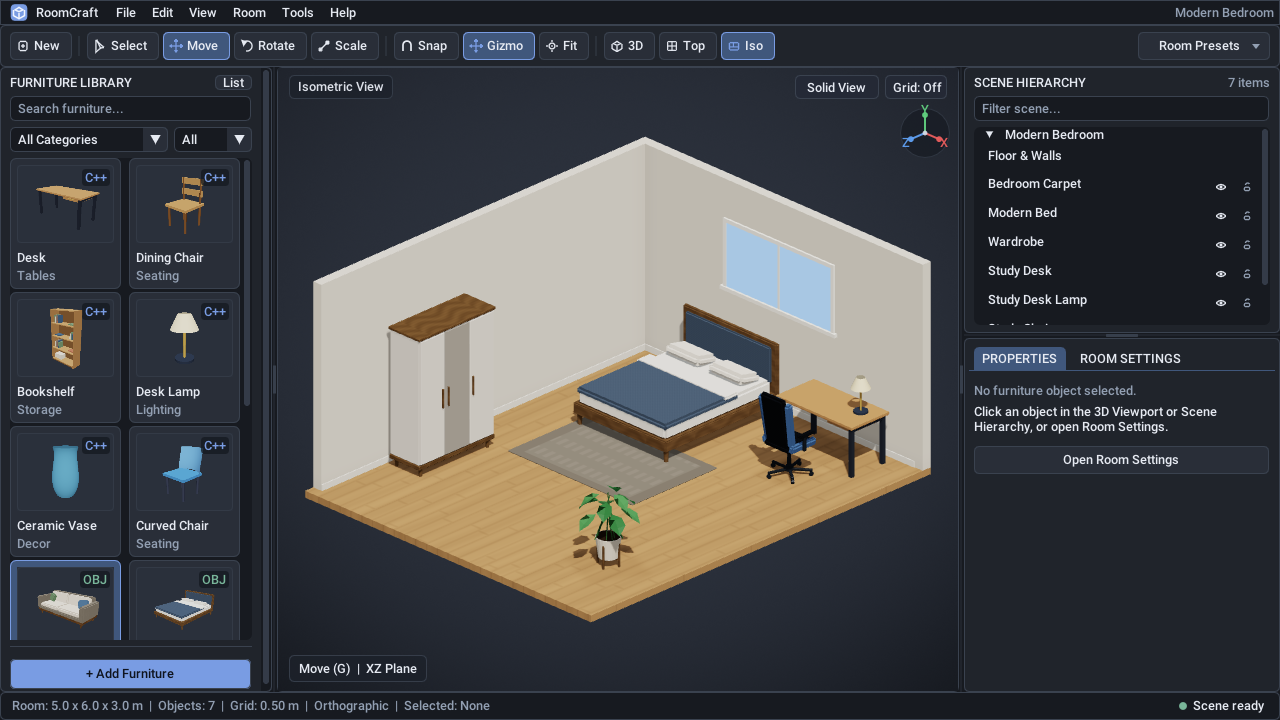 RoomCraft File Edit View Room Tools Help Modern Bedroom
New Select Move Rotate Scale Snap Gizmo Fit 3D Top Iso Room Presets
FURNITURE LIBRARY List
Search furniture...
All Categories All
C++ C++
Desk Dining Chair
Tables Seating
C++ C++
Bookshelf Desk Lamp
Storage Lighting
C++ C++
Ceramic Vase Curved Chair
Decor Seating
OBJ OBJ
+ Add Furniture
Isometric View Solid View Grid: Off
Y
Z X
Move (G) | XZ Plane
SCENE HIERARCHY 7 items
Filter scene...
Modern Bedroom
Floor & Walls
Bedroom Carpet
Modern Bed
Wardrobe
Study Desk
Study Desk Lamp
PROPERTIES ROOM SETTINGS
No furniture object selected.
Click an object in the 3D Viewport or Scene
Hierarchy, or open Room Settings.
Open Room Settings
Room: 5.0 x 6.0 x 3.0 m | Objects: 7 | Grid: 0.50 m | Orthographic | Selected: None Scene ready